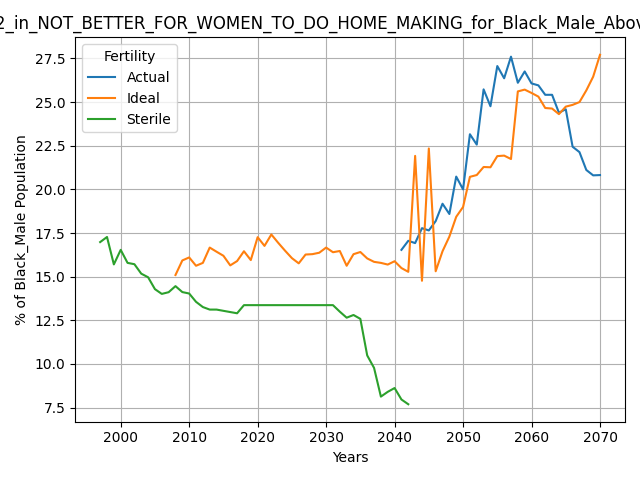 2_in_NOT_BETTER_FOR_WOMEN_TO_DO_HOME_MAKING_for_Black_Male_Abov
Fertility
Actual
Ideal
Sterile
% of Black_Male Population
27.5
25.0
22.5
20.0
17.5
15.0
12.5
10.0
7.5
2000 2010 2020 2030 2040 2050 2060 2070
Years